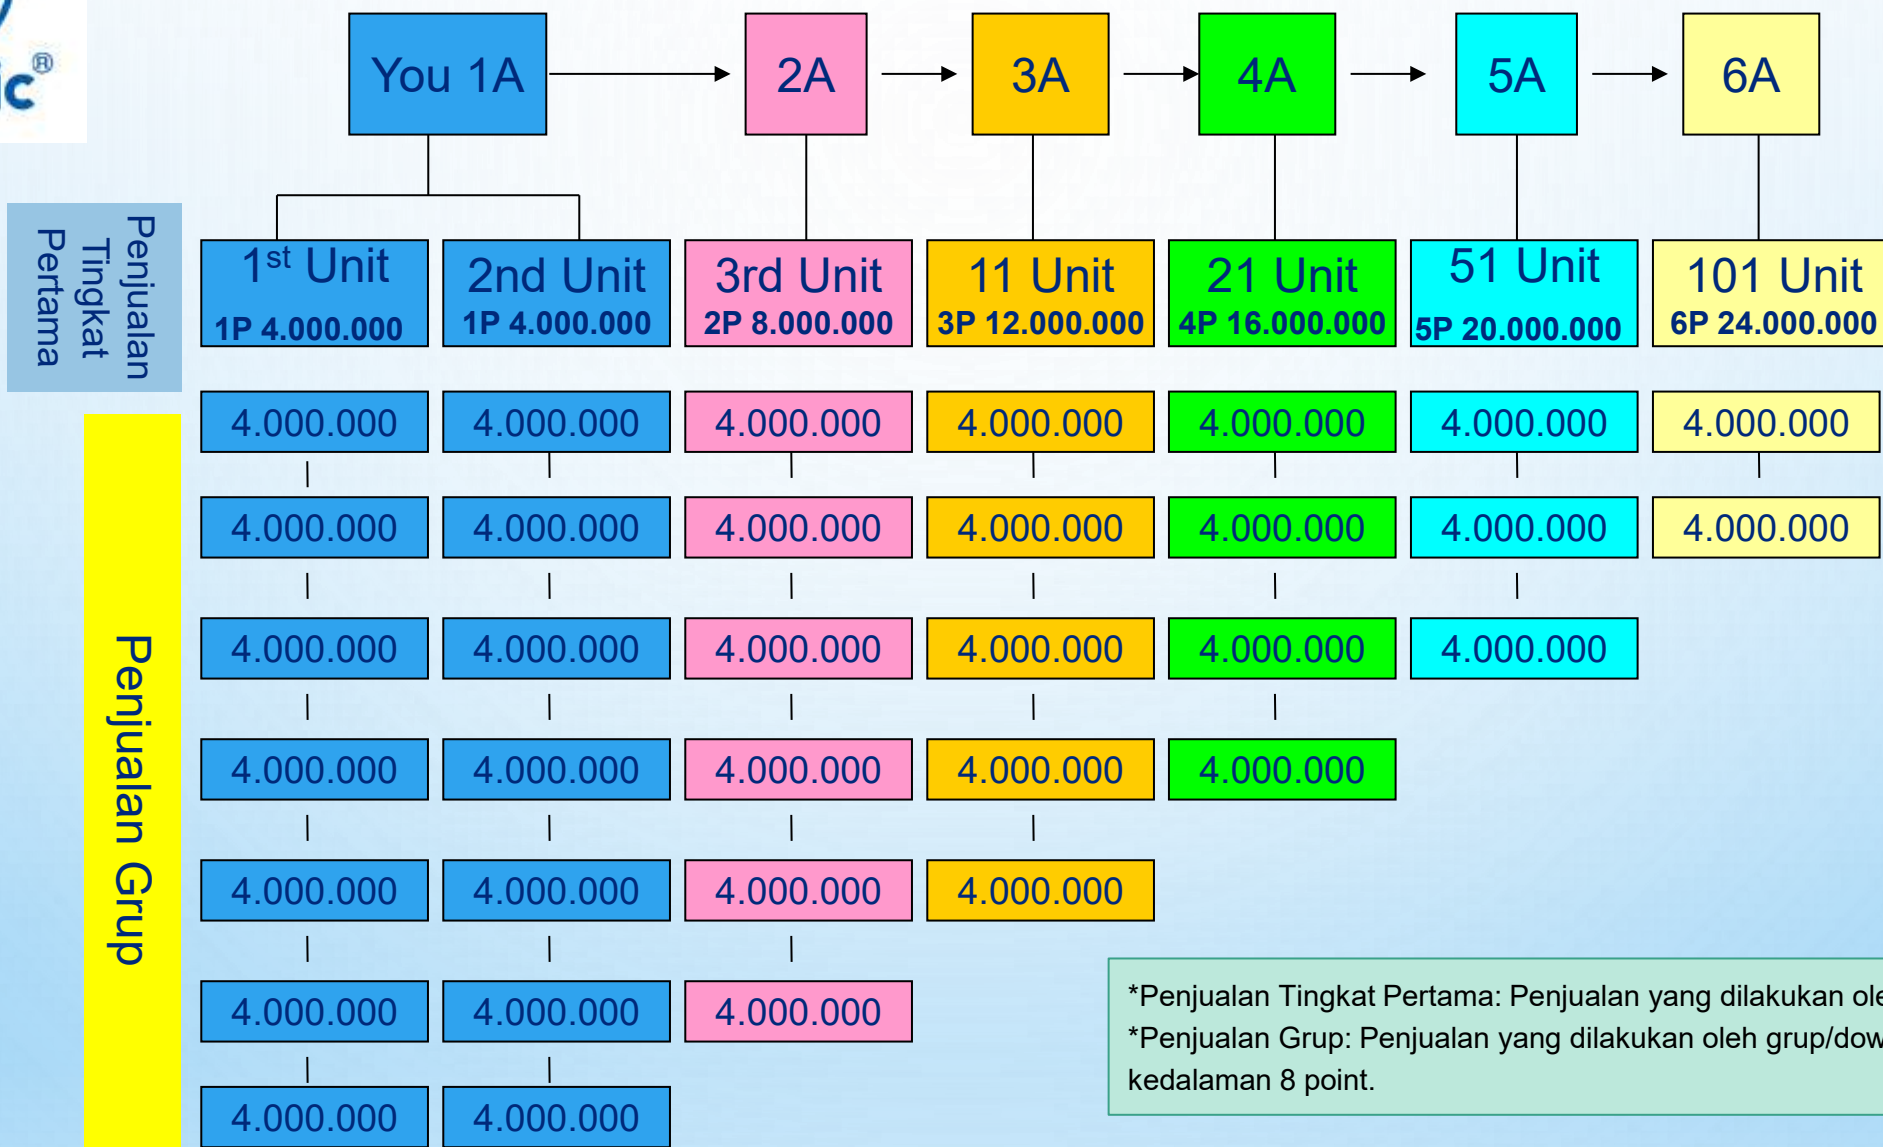 You 1A
2A
3A
4A
5A
6A
Penjualan
Tingkat
Pertama
1st Unit
1P 4.000.000
2nd Unit
1P 4.000.000
3rd Unit
2P 8.000.000
11 Unit
3P 12.000.000
21 Unit
4P 16.000.000
51 Unit
5P 20.000.000
101 Unit
6P 24.000.000
Penjualan Grup
4.000.000 4.000.000 4.000.000 4.000.000 4.000.000 4.000.000 4.000.000
4.000.000 4.000.000 4.000.000 4.000.000 4.000.000 4.000.000 4.000.000
4.000.000 4.000.000 4.000.000 4.000.000 4.000.000 4.000.000
4.000.000 4.000.000 4.000.000 4.000.000 4.000.000
4.000.000 4.000.000 4.000.000 4.000.000
4.000.000 4.000.000 4.000.000
4.000.000 4.000.000
*Penjualan Tingkat Pertama: Penjualan yang dilakukan
*Penjualan Grup: Penjualan yang dilakukan oleh
kedalaman 8 point.